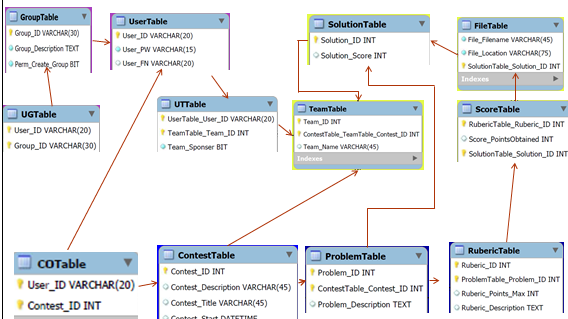 GroupTable
Group_ID VARCHAR(30)
Group_Description TEXT
Perm_Create_Group BIT
UserTable
User_ID VARCHAR(20)
User_PW VARCHAR(15)
User_FN VARCHAR(20)
SolutionTable
Solution_ID INT
Solution_Score INT
FileTable
File_Filename VARCHAR(45)
File_Location VARCHAR(75)
SolutionTable_Solution_ID INT
Indexes
UGTable
User_ID VARCHAR(20)
Group_ID VARCHAR(30)
UTTable
UserTable_User_ID VARCHAR(20)
TeamTable_Team_ID INT
Team_Sponser BIT
TeamTable
Team_ID INT
ContestTable_TeamTable_Contest_ID INT
Team_Name VARCHAR(45)
Indexes
ScoreTable
RubericTable_Ruberic_ID INT
Score_PointsObtained INT
SolutionTable_Solution_ID INT
COTable
User_ID VARCHAR(20)
Contest_ID INT
ContestTable
Contest_ID INT
Contest_Description VARCHAR(45)
Contest_Title VARCHAR(45)
Contest_Start DATETIME
ProblemTable
Problem_ID INT
ContestTable_Contest_ID INT
Problem_Description TEXT
RubericTable
Ruberic_ID INT
ProblemTable_Problem_ID INT
Ruberic_Points_Max INT
Ruberic_Description TEXT